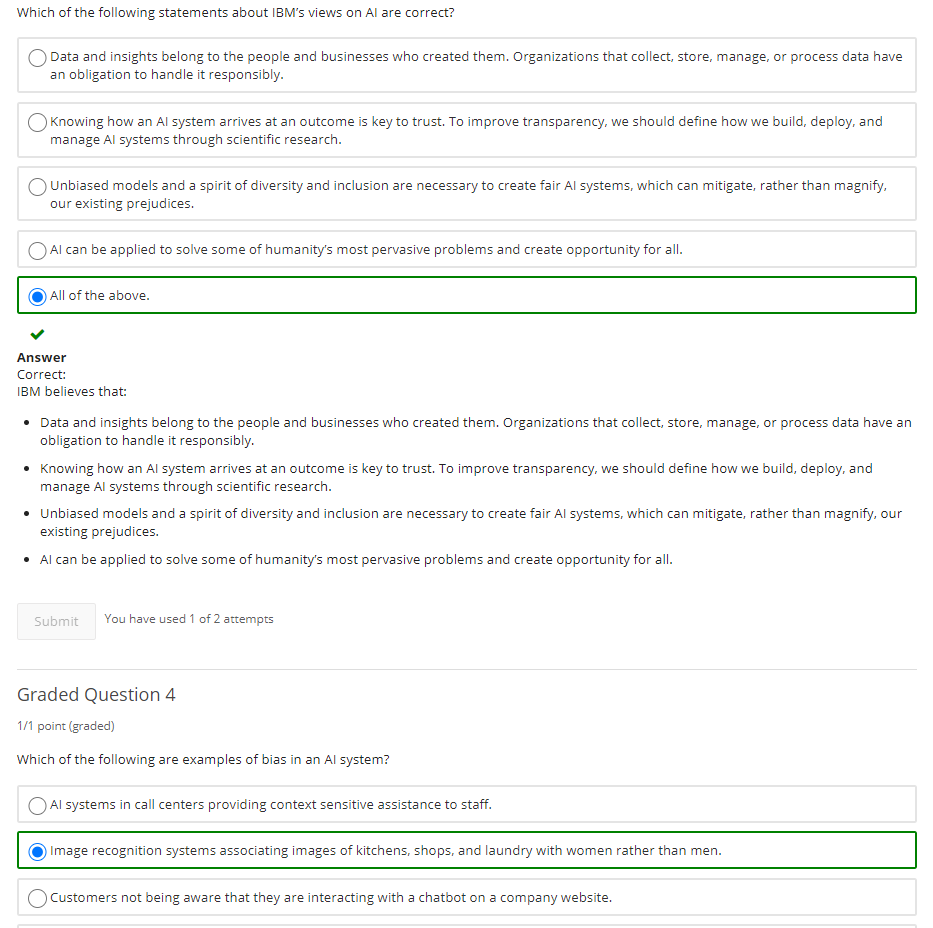 Which of the following statements about IBM’s views on AI are correct?
Data and insights belong to the people and businesses who created them. Organizations that collect, store, manage, or process data have
an obligation to handle it responsibly.
Knowing how an AI system arrives at an outcome is key to trust. To improve transparency, we should define how we build, deploy, and
manage AI systems through scientific research.
Unbiased models and a spirit of diversity and inclusion are necessary to create fair AI systems, which can mitigate, rather than magnify,
our existing prejudices.
AI can be applied to solve some of humanity’s most pervasive problems and create opportunity for all.
All of the above.
Answer
Correct:
IBM believes that:
• Data and insights belong to the people and businesses who created them. Organizations that collect, store, manage, or process data have an
obligation to handle it responsibly.
• Knowing how an AI system arrives at an outcome is key to trust. To improve transparency, we should define how we build, deploy, and
manage AI systems through scientific research.
• Unbiased models and a spirit of diversity and inclusion are necessary to create fair AI systems, which can mitigate, rather than magnify, our
existing prejudices.
• AI can be applied to solve some of humanity’s most pervasive problems and create opportunity for all.
Submit You have used 1 of 2 attempts
Graded Question 4
1/1 point (graded)
Which of the following are examples of bias in an AI system?
AI systems in call centers providing context sensitive assistance to staff.
Image recognition systems associating images of kitchens, shops, and laundry with women rather than men.
Customers not being aware that they are interacting with a chatbot on a company website.